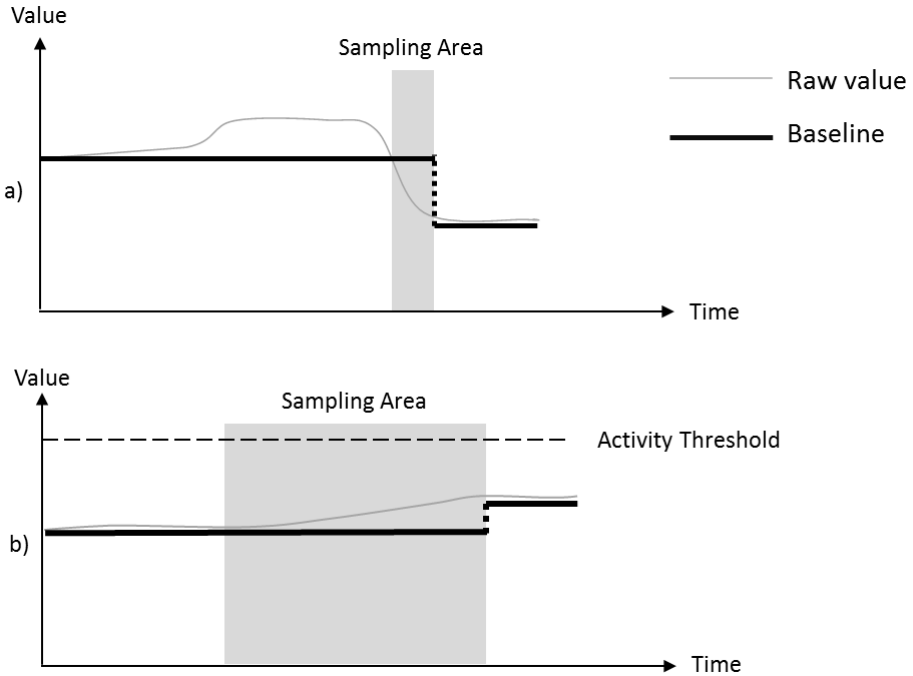 Value
Sampling Area
Raw value
Baseline
a)
Time
Value
Sampling Area
Activity Threshold
b)
Time